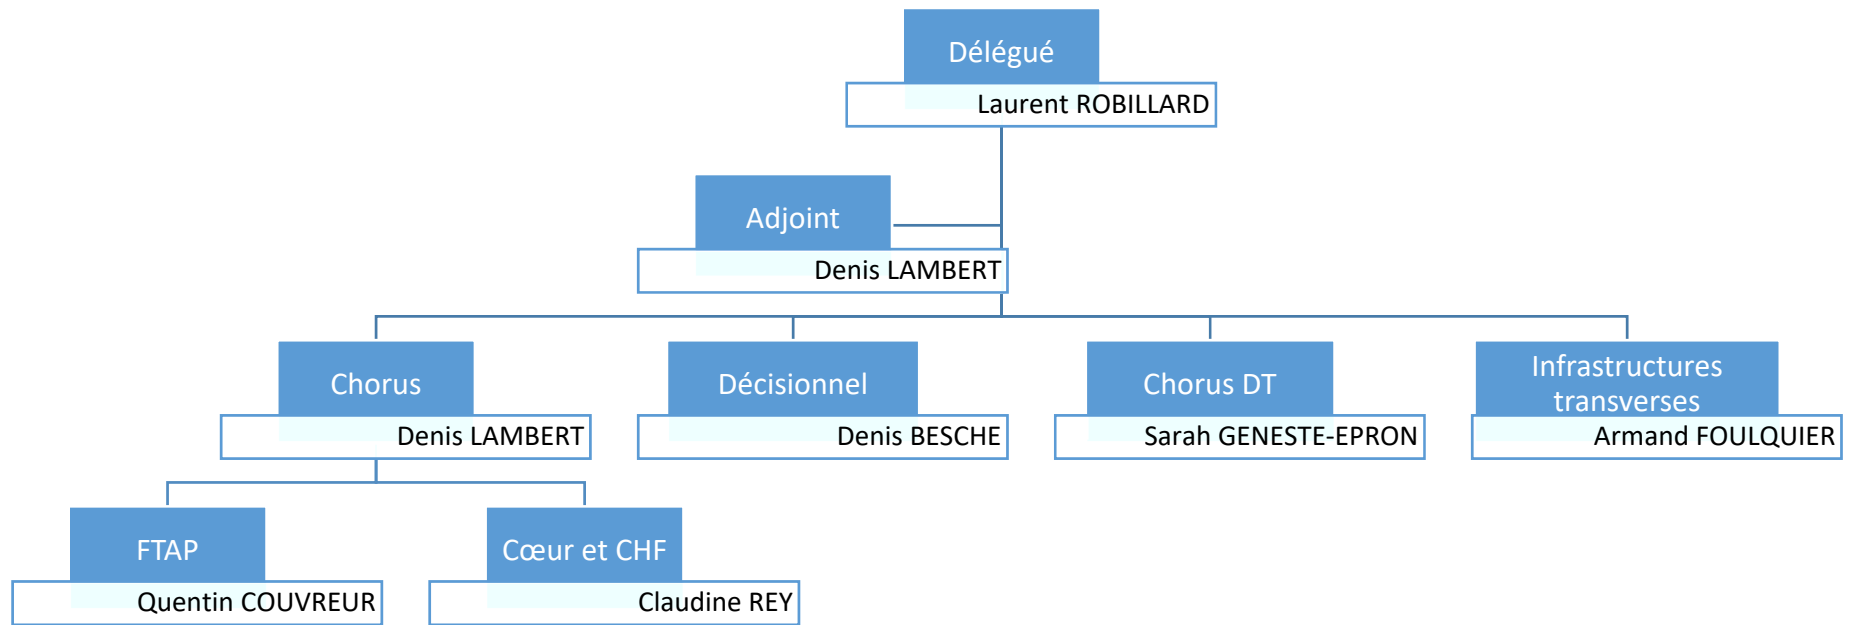 Délégué
Laurent ROBILLARD
Adjoint
Denis LAMBERT
Chorus
Denis LAMBERT
Décisionnel
Denis BESCHE
Chorus DT
Sarah GENESTE-EPRON
Infrastructures
transverses
Armand FOULQUIER
FTAP
Quentin COUVREUR
Cœur et CHF
Claudine REY